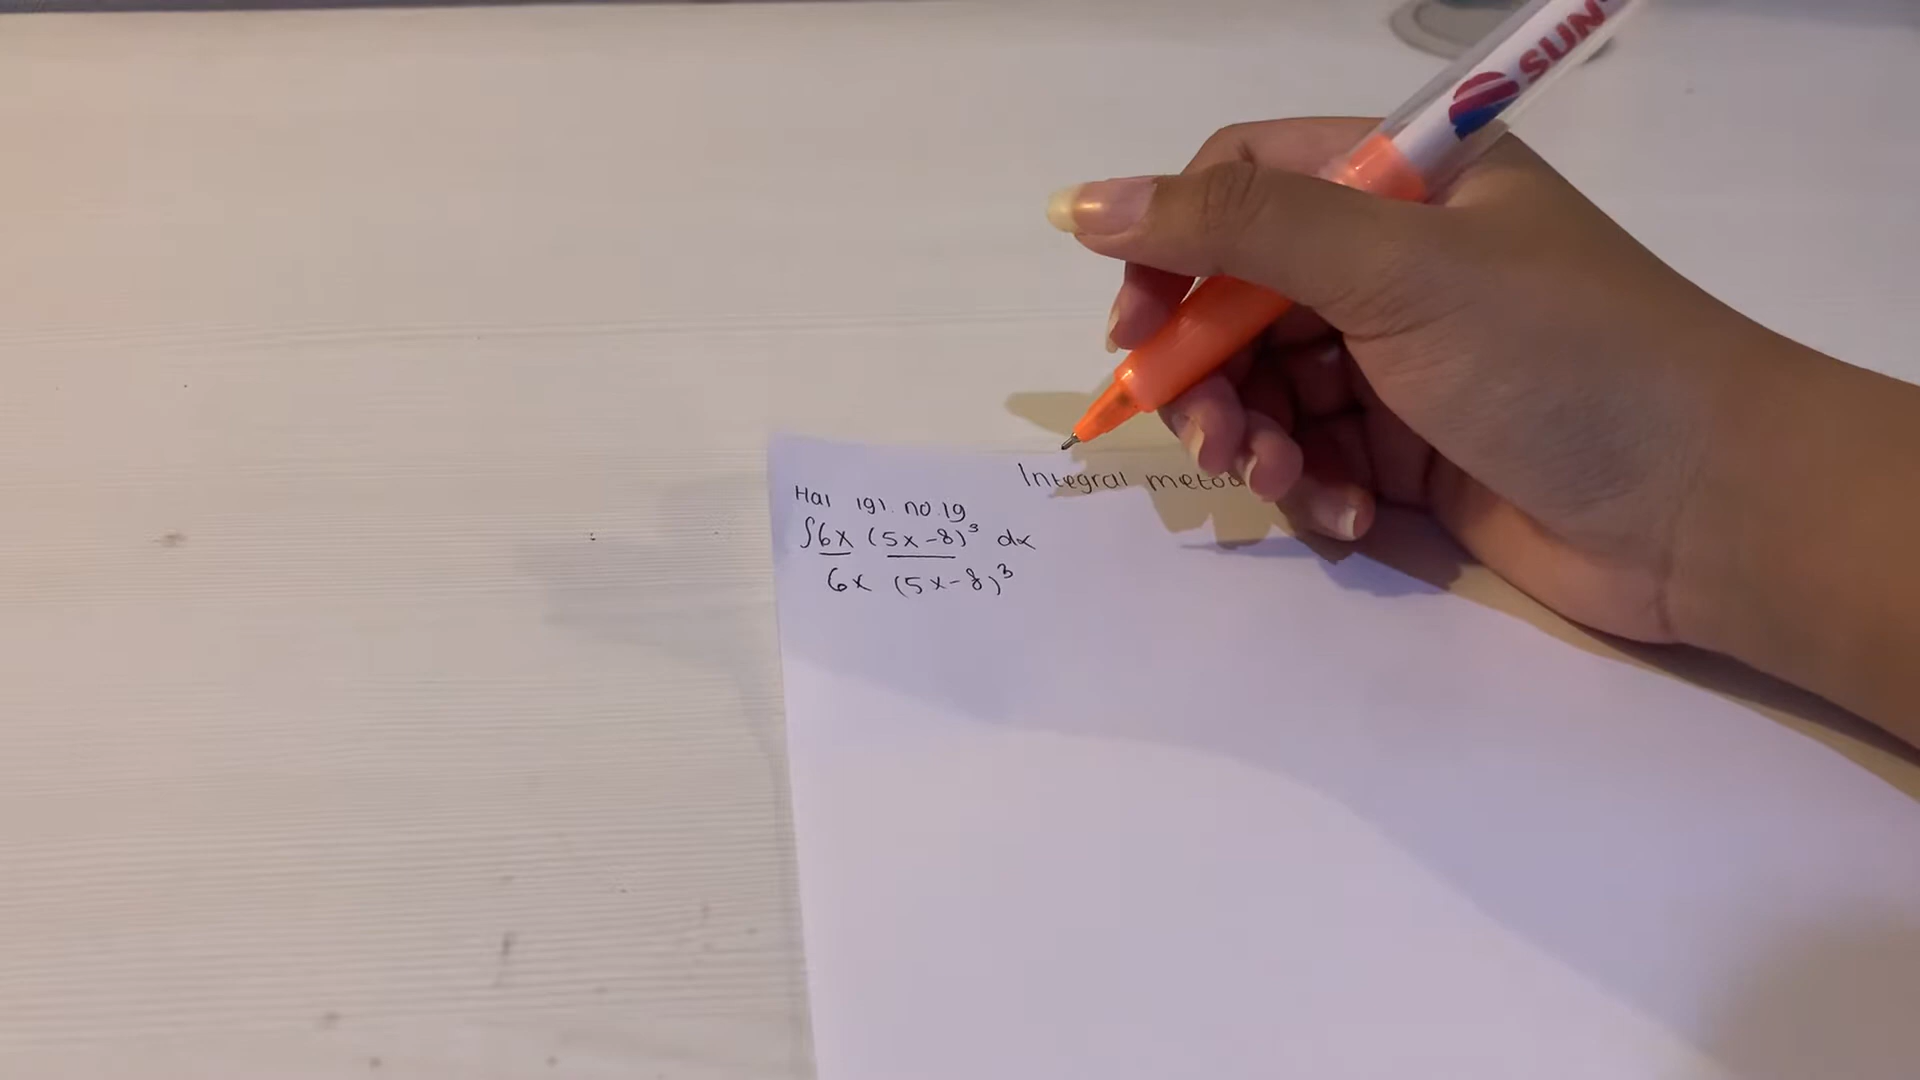 SUN
Integral metod
Hal 191. no.19
∫6x (5x-8)³ dx
6x (5x-8)³